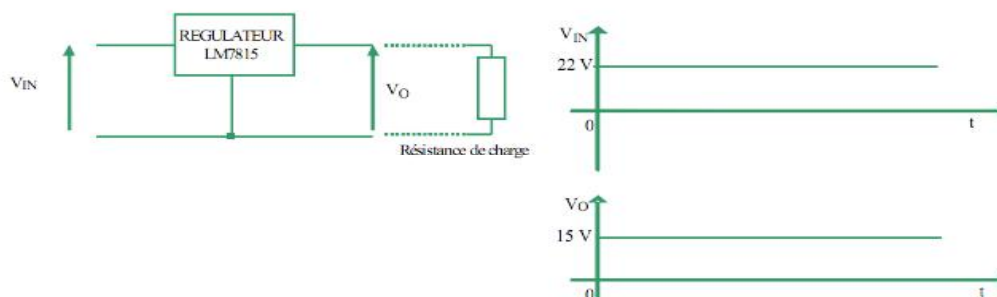 REGULATEUR
LM7815
VIN
VO
Résistance de charge
VIN
22 V
0
t
VO
15 V
0
t